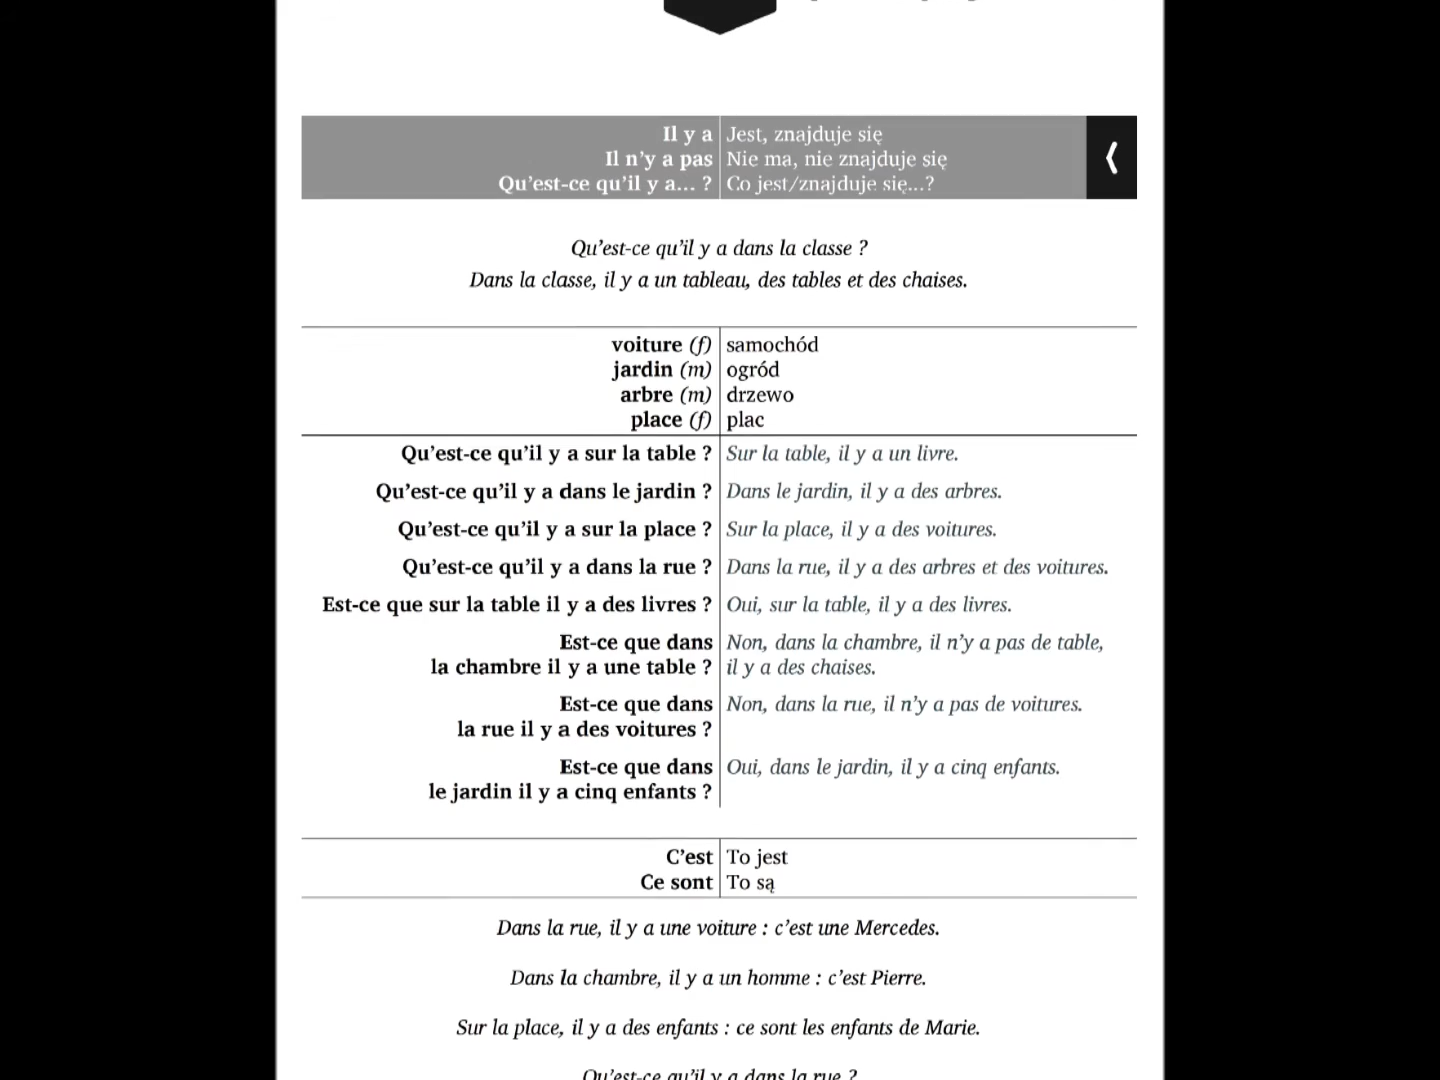 Il y a Jest, znajduje się
Il n’y a pas Nie ma, nie znajduje się
Qu’est-ce qu’il y a... ? Co jest/znajduje się...?
Qu’est-ce qu’il y a dans la classe ?
Dans la classe, il y a un tableau, des tables et des chaises.
voiture (f) samochód
jardin (m) ogród
arbre (m) drzewo
place (f) plac
Qu’est-ce qu’il y a sur la table ? Sur la table, il y a un livre.
Qu’est-ce qu’il y a dans le jardin ? Dans le jardin, il y a des arbres.
Qu’est-ce qu’il y a sur la place ? Sur la place, il y a des voitures.
Qu’est-ce qu’il y a dans la rue ? Dans la rue, il y a des arbres et des voitures.
Est-ce que sur la table il y a des livres ? Oui, sur la table, il y a des livres.
Est-ce que dans Non, dans la chambre, il n’y a pas de table,
la chambre il y a une table ? il y a des chaises.
Est-ce que dans Non, dans la rue, il n’y a pas de voitures.
la rue il y a des voitures ?
Est-ce que dans Oui, dans le jardin, il y a cinq enfants.
le jardin il y a cinq enfants ?
C’est To jest
Ce sont To są
Dans la rue, il y a une voiture : c’est une Mercedes.
Dans la chambre, il y a un homme : c’est Pierre.
Sur la place, il y a des enfants : ce sont les enfants de Marie.
Qu’est-ce qu’il y a dans la rue ?